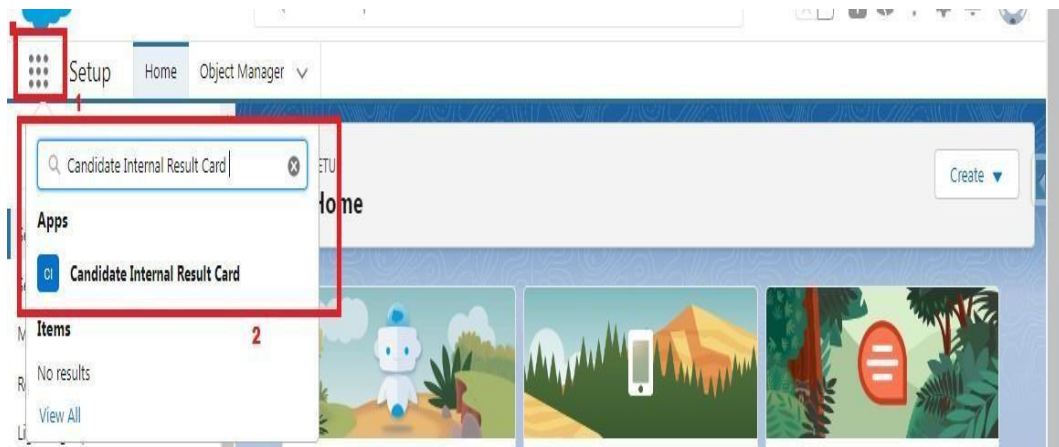 Setup Home Object Manager
1
Candidate Internal Result Card
Apps
CI Candidate Internal Result Card
Items
2
No results
View All
Home
Create